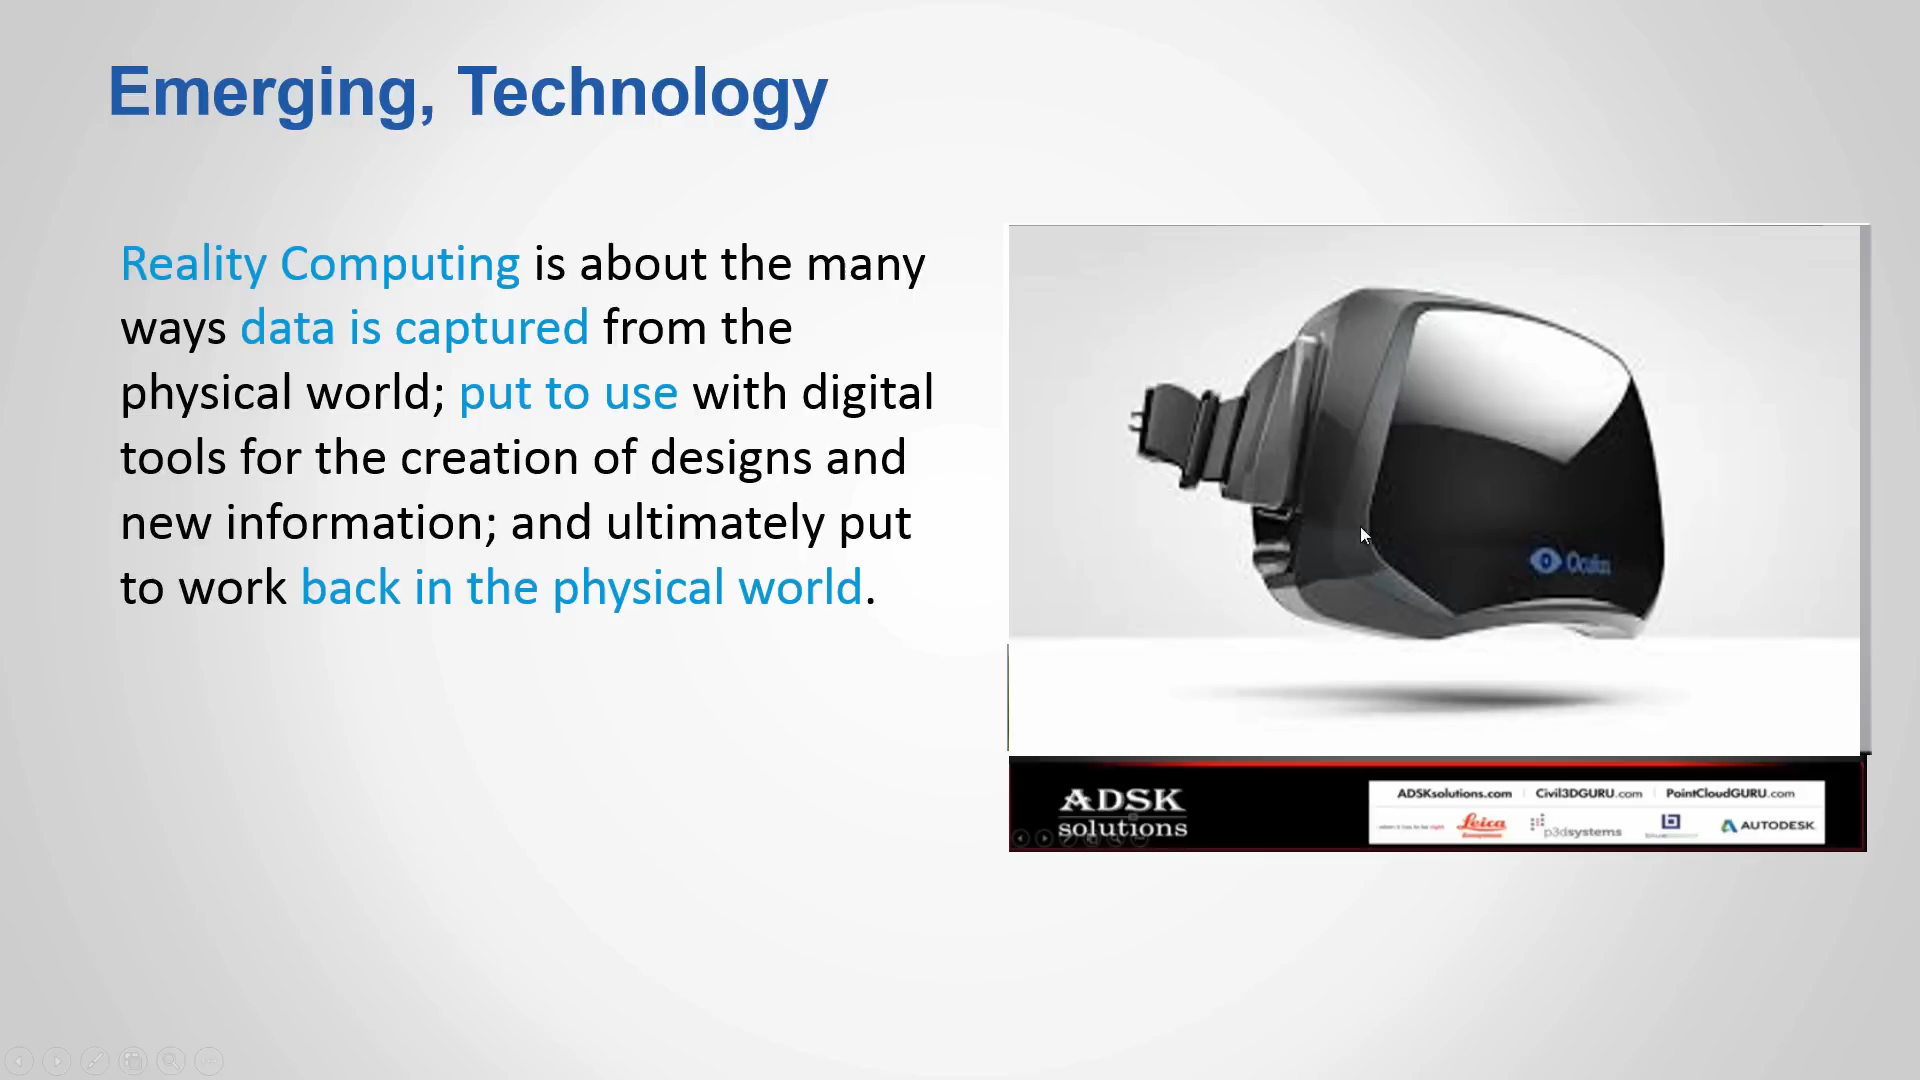 Emerging, Technology
Reality Computing is about the many
ways data is captured from the
physical world; put to use with digital
tools for the creation of designs and
new information; and ultimately put
to work back in the physical world.
Oculus
ADSK
solutions
ADSKsolutions.com Civil3DGURU.com PointCloudGURU.com
Leica p3dsystems AUTODESK